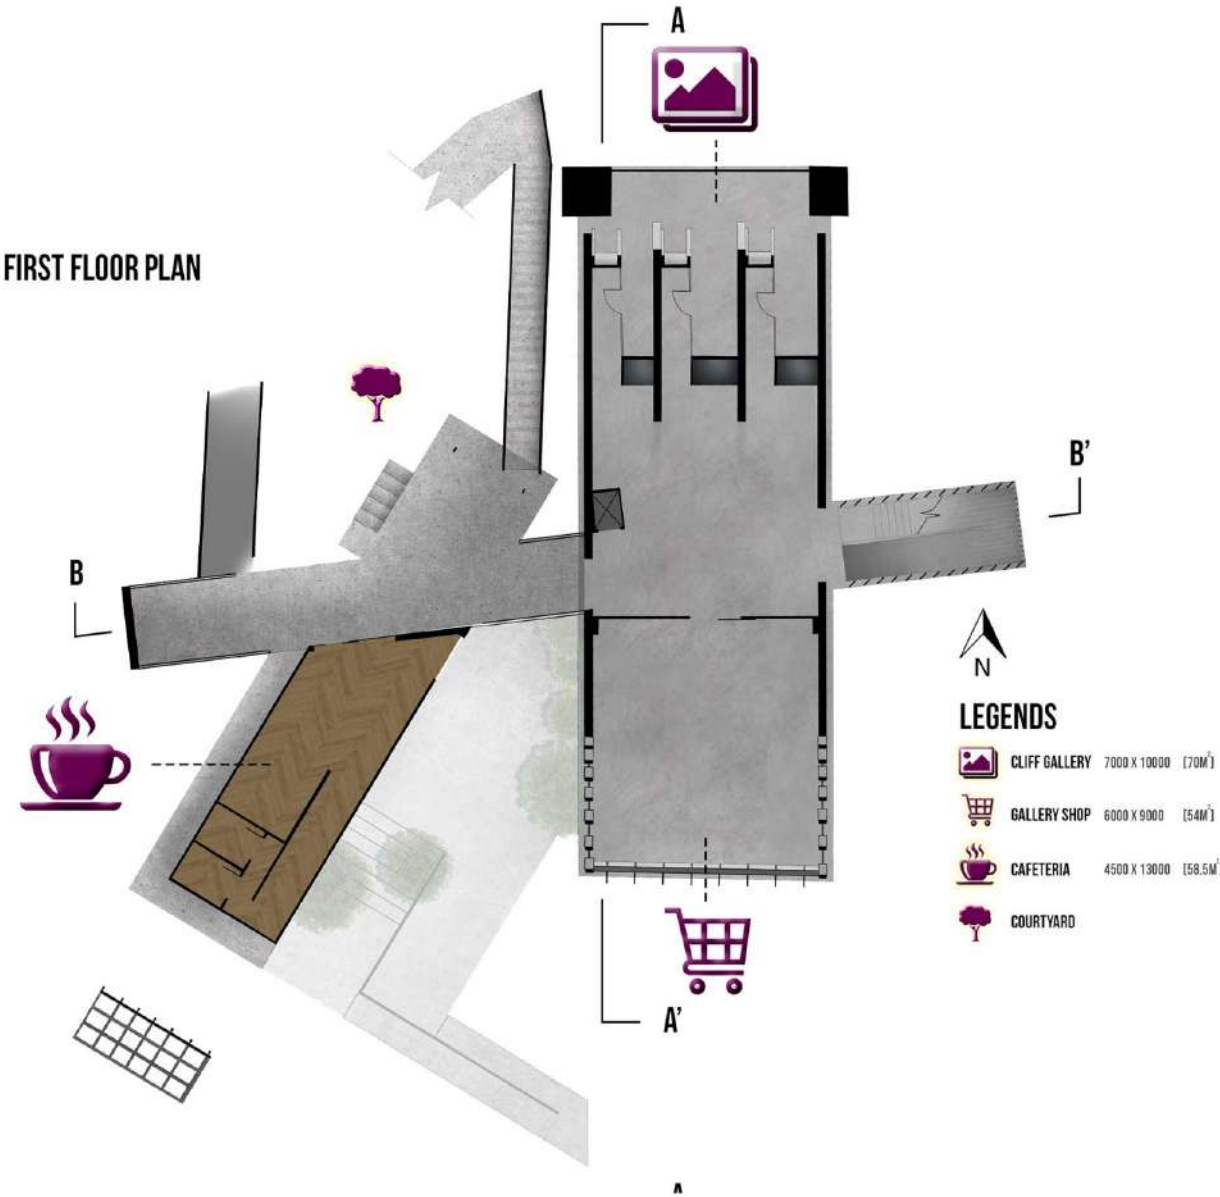 A
FIRST FLOOR PLAN
B'
B
N
LEGENDS
CLIFF GALLERY 7000 X 10000 [70M²]
GALLERY SHOP 6000 X 9000 [54M²]
CAFETERIA 4500 X 13000 [58.5M²
COURTYARD
A'